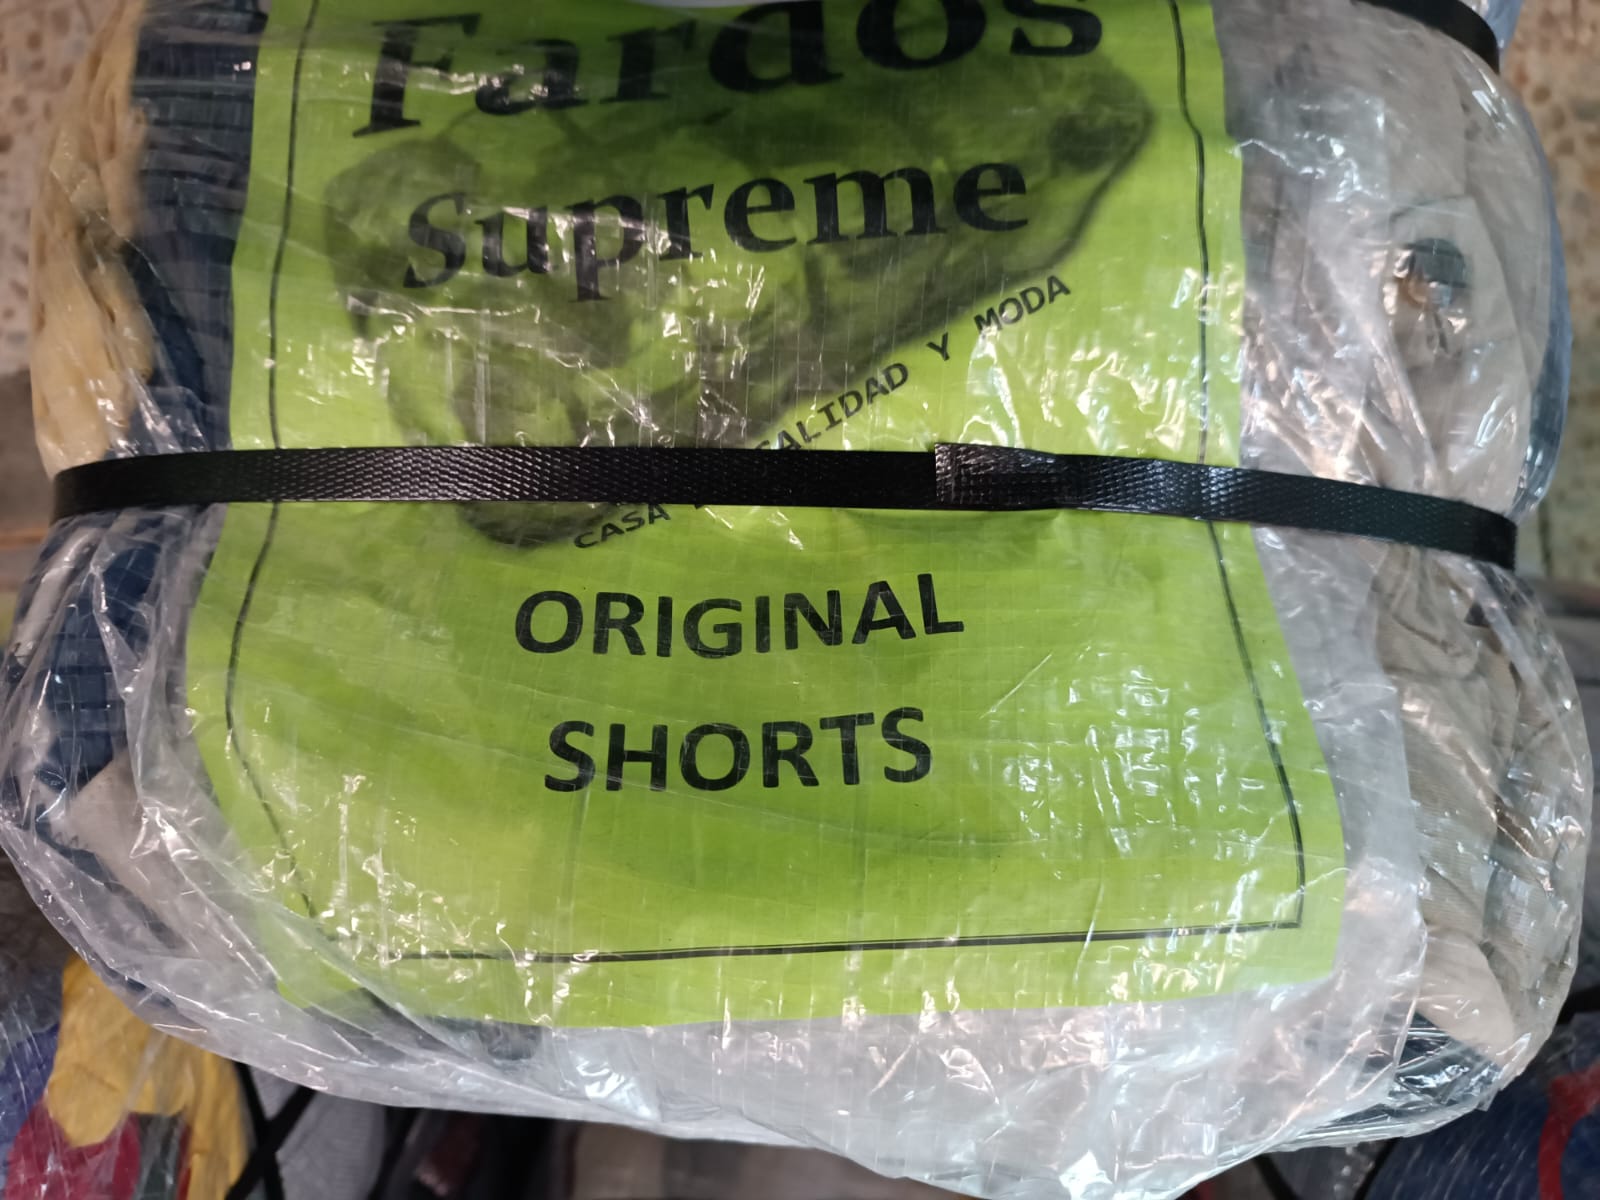 Fardos
Supreme
CASA CALIDAD Y MODA
ORIGINAL
SHORTS